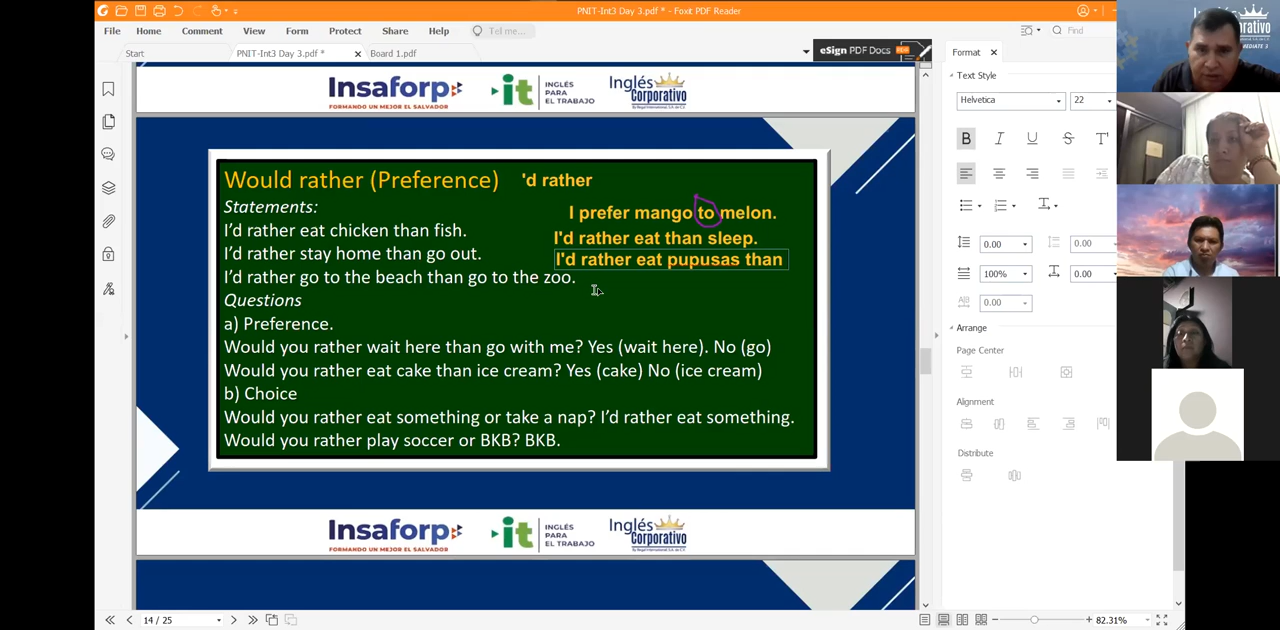 PNIT-Int3 Day 3.pdf * - Foxit PDF Reader
File Home Comment View Form Protect Share Help Tell me... Find
Start PNIT-Int3 Day 3.pdf * Board 1.pdf eSign PDF Docs
Format
Text Style
Helvetica 22
B I U S T
0.00 0.00
100% 0.00
0.00
Arrange
Page Center
Alignment
Distribute
Insaforp
FORMANDO UN MEJOR EL SALVADOR
it INGLÉS PARA EL TRABAJO
Inglés Corporativo
Would rather (Preference) 'd rather
Statements:
I prefer mango to melon.
I'd rather eat chicken than fish.
I'd rather eat than sleep.
I'd rather stay home than go out.
I'd rather eat pupusas than
I'd rather go to the beach than go to the zoo.
Questions
a) Preference.
Would you rather wait here than go with me? Yes (wait here). No (go)
Would you rather eat cake than ice cream? Yes (cake) No (ice cream)
b) Choice
Would you rather eat something or take a nap? I'd rather eat something.
Would you rather play soccer or BKB? BKB.
Insaforp
FORMANDO UN MEJOR EL SALVADOR
it INGLÉS PARA EL TRABAJO
Inglés Corporativo
14 / 25
82.31%